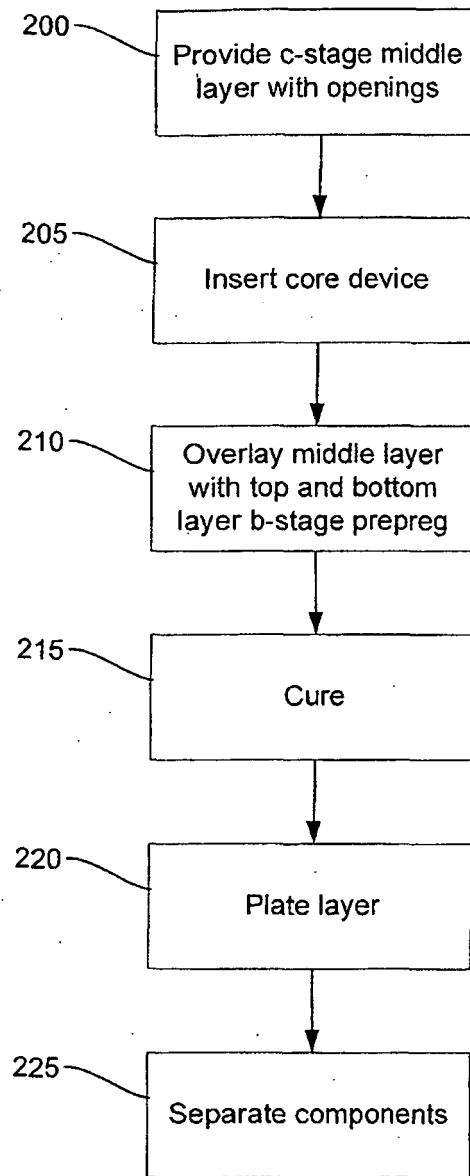 200
Provide c-stage middle
layer with openings
205
Insert core device
210
Overlay middle layer
with top and bottom
layer b-stage prepreg
215
Cure
220
Plate layer
225
Separate components